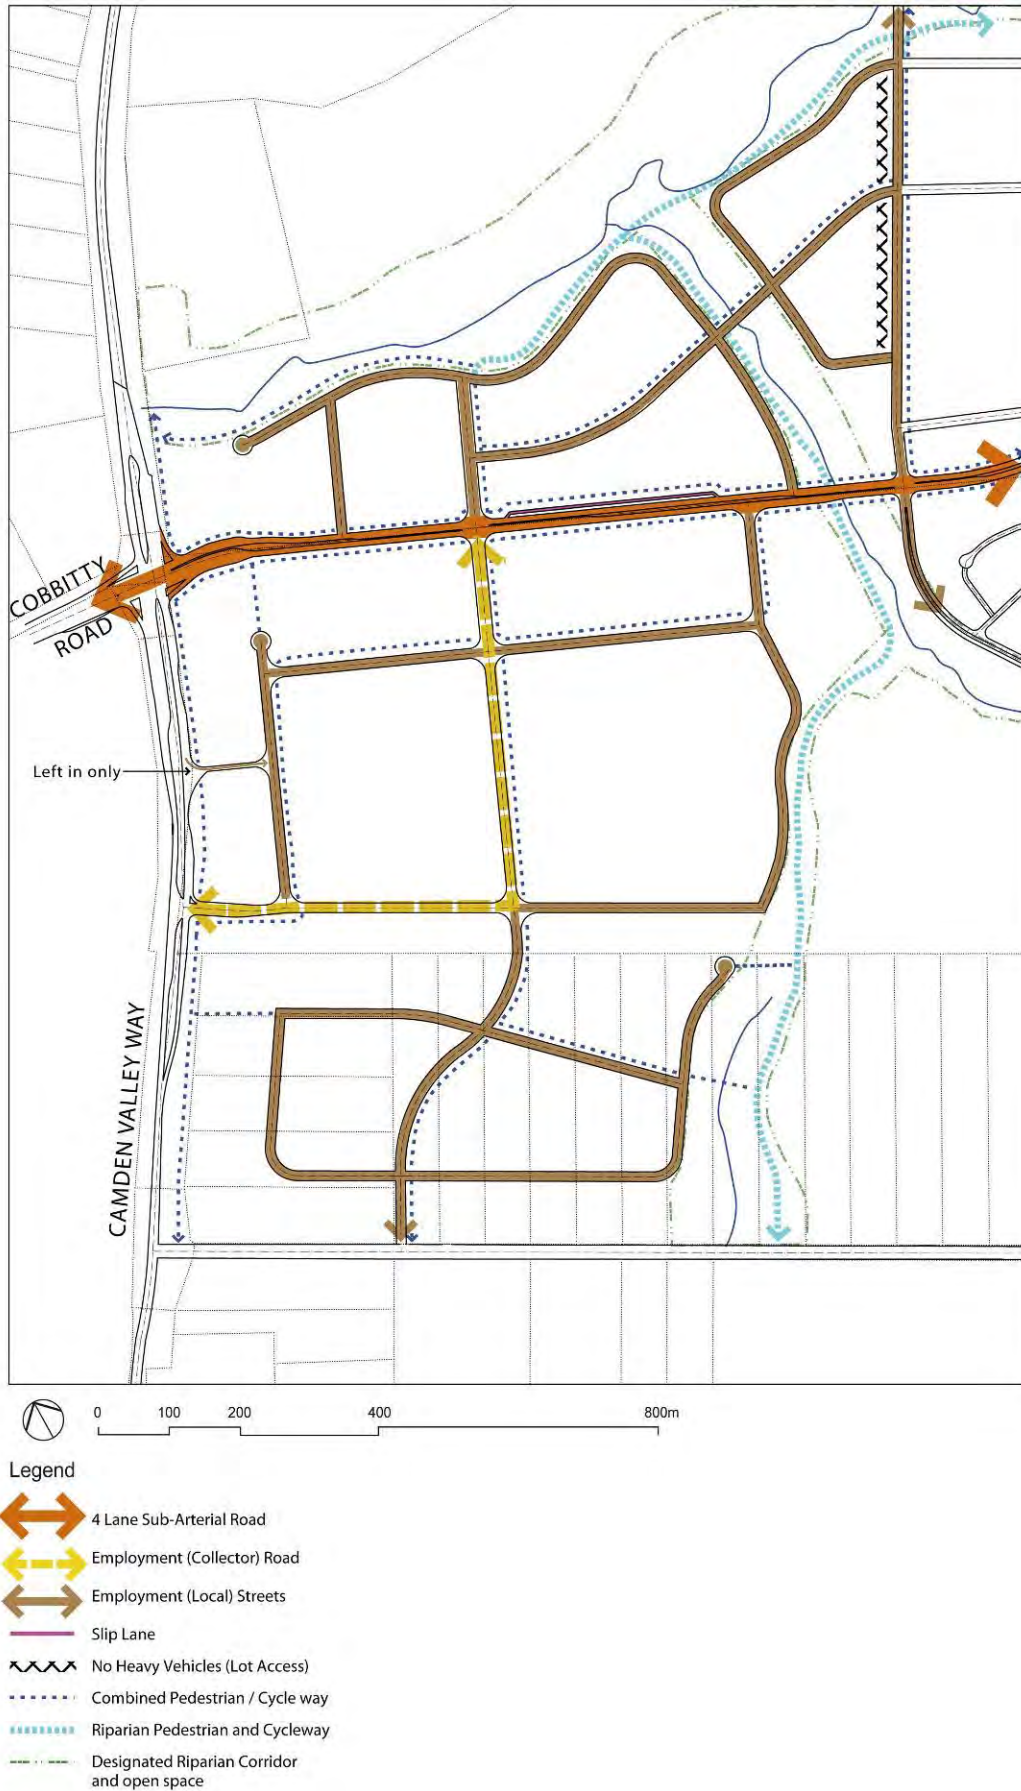 COBBITTY
ROAD
Left in only
CAMDEN VALLEY WAY
0 100 200 400 800m
Legend
4 Lane Sub-Arterial Road
Employment (Collector) Road
Employment (Local) Streets
Slip Lane
No Heavy Vehicles (Lot Access)
Combined Pedestrian / Cycle way
Riparian Pedestrian and Cycleway
Designated Riparian Corridor
and open space